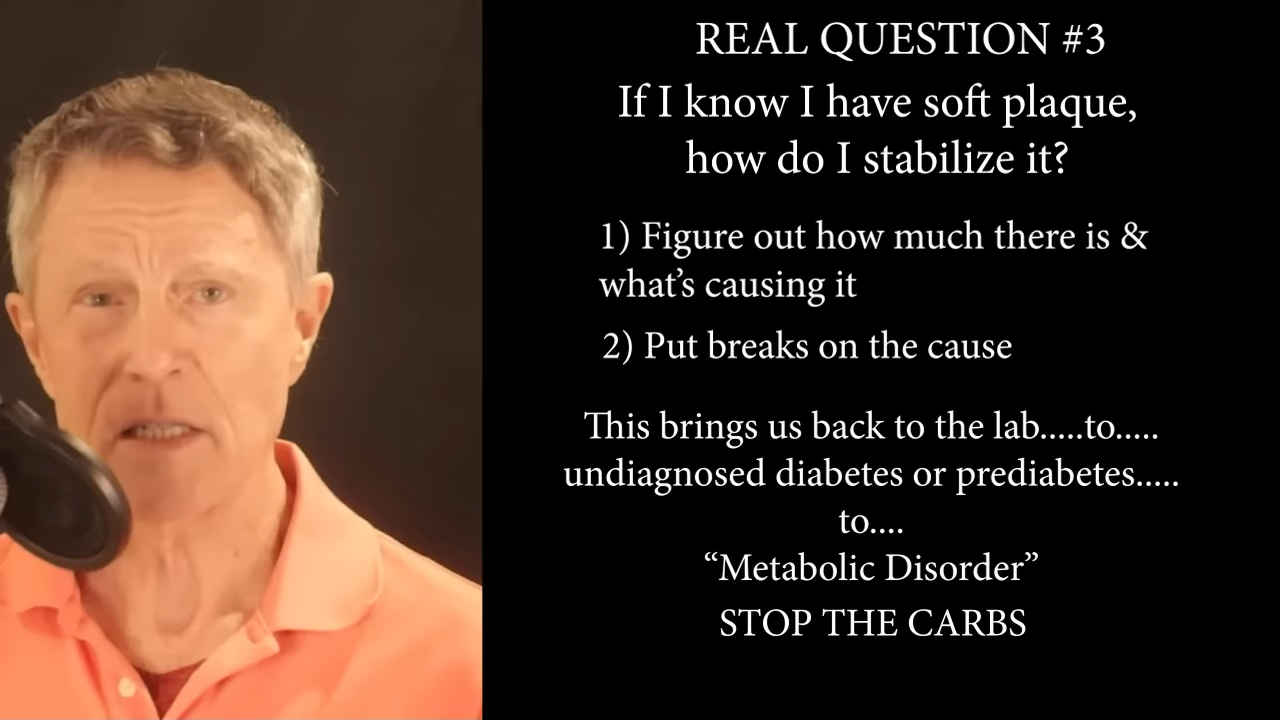 REAL QUESTION #3
If I know I have soft plaque,
how do I stabilize it?
1) Figure out how much there is &
what’s causing it
2) Put breaks on the cause
This brings us back to the lab.....to.....
undiagnosed diabetes or prediabetes.....
to....
“Metabolic Disorder”
STOP THE CARBS